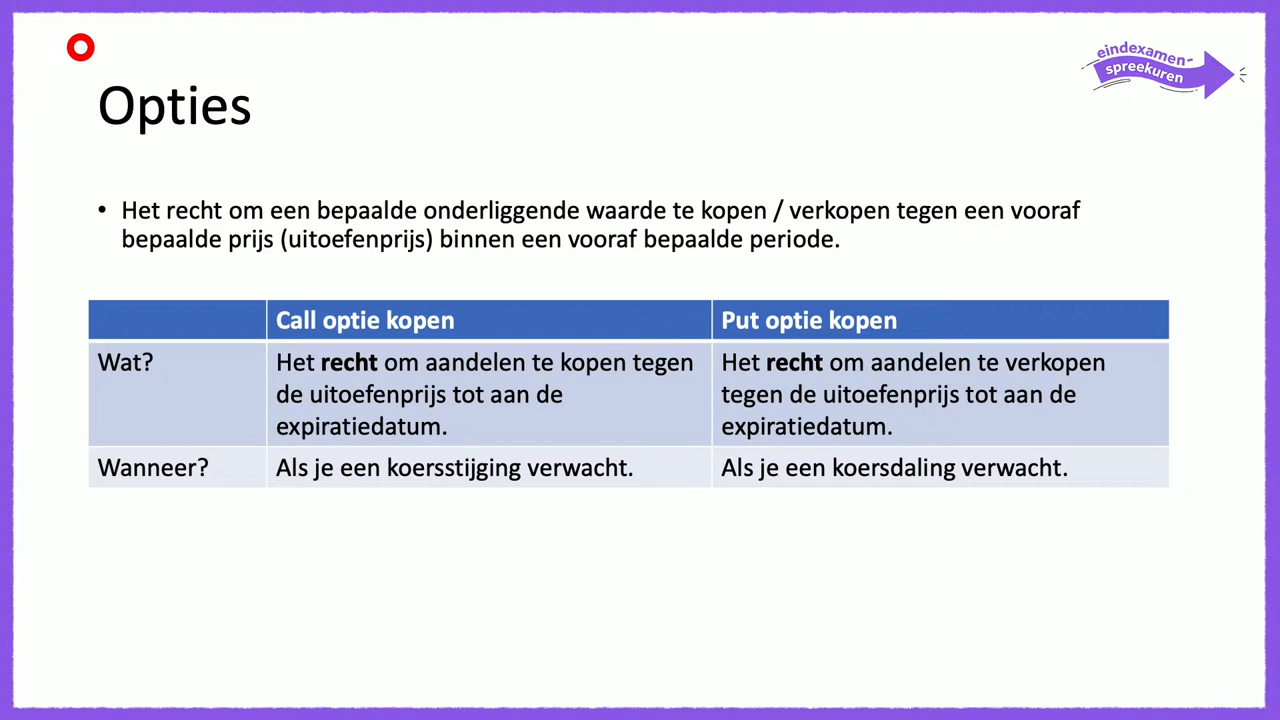 eindexamen-
spreekuren
Opties
• Het recht om een bepaalde onderliggende waarde te kopen / verkopen tegen een vooraf
bepaalde prijs (uitoefenprijs) binnen een vooraf bepaalde periode.
Call optie kopen
Put optie kopen
Wat?
Het recht om aandelen te kopen tegen
de uitoefenprijs tot aan de
expiratiedatum.
Het recht om aandelen te verkopen
tegen de uitoefenprijs tot aan de
expiratiedatum.
Wanneer?
Als je een koersstijging verwacht.
Als je een koersdaling verwacht.